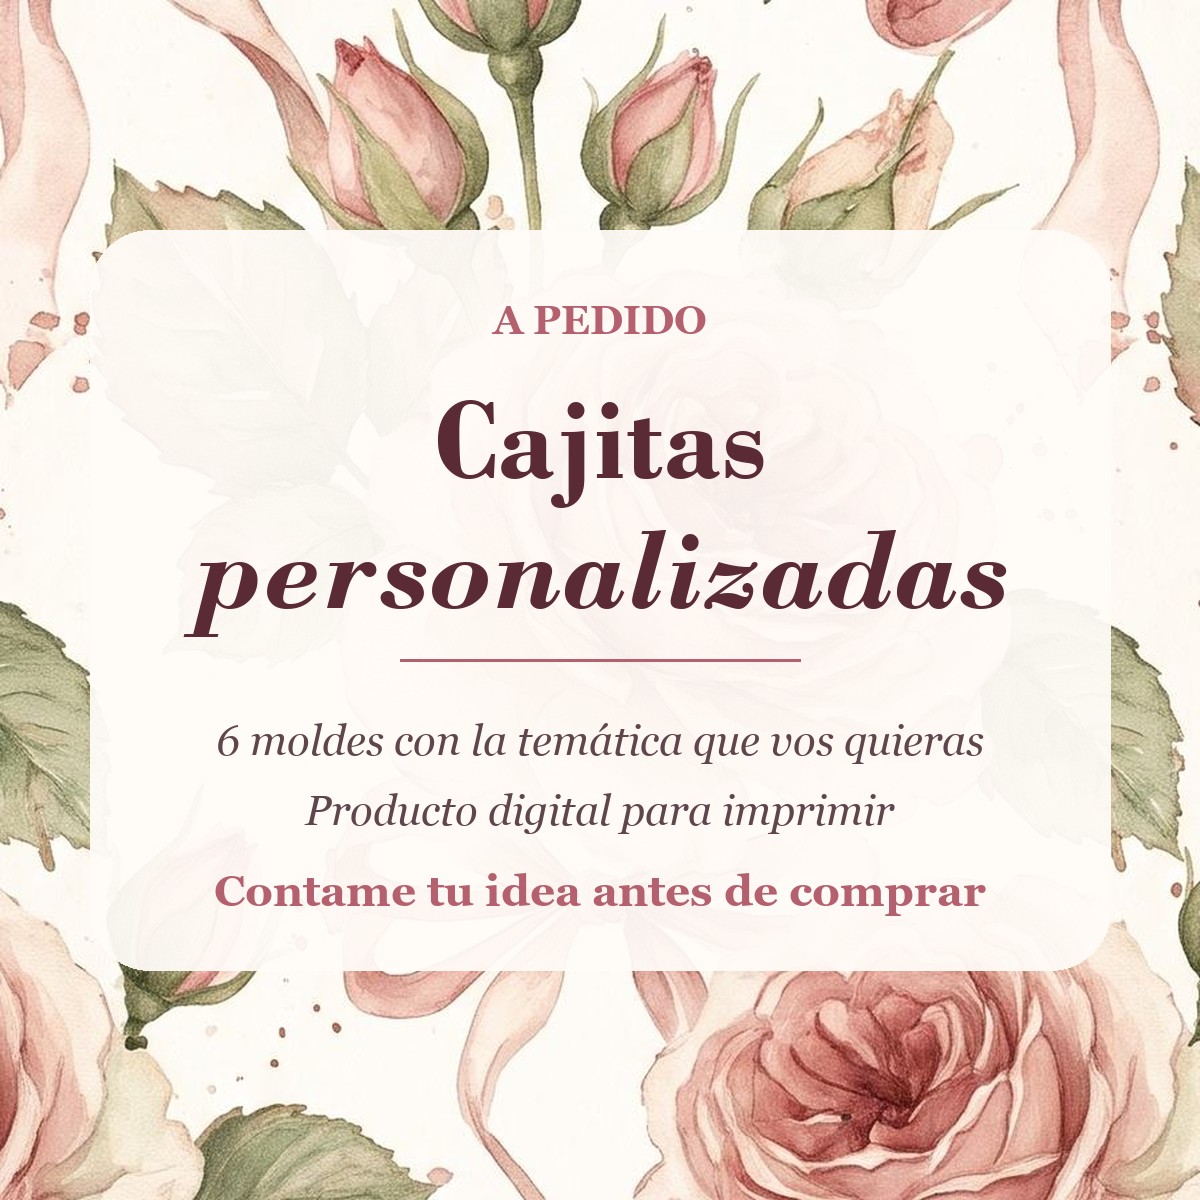 A PEDIDO
Cajitas
personalizadas
6 moldes con la temática que vos quieras
Producto digital para imprimir
Contame tu idea antes de comprar